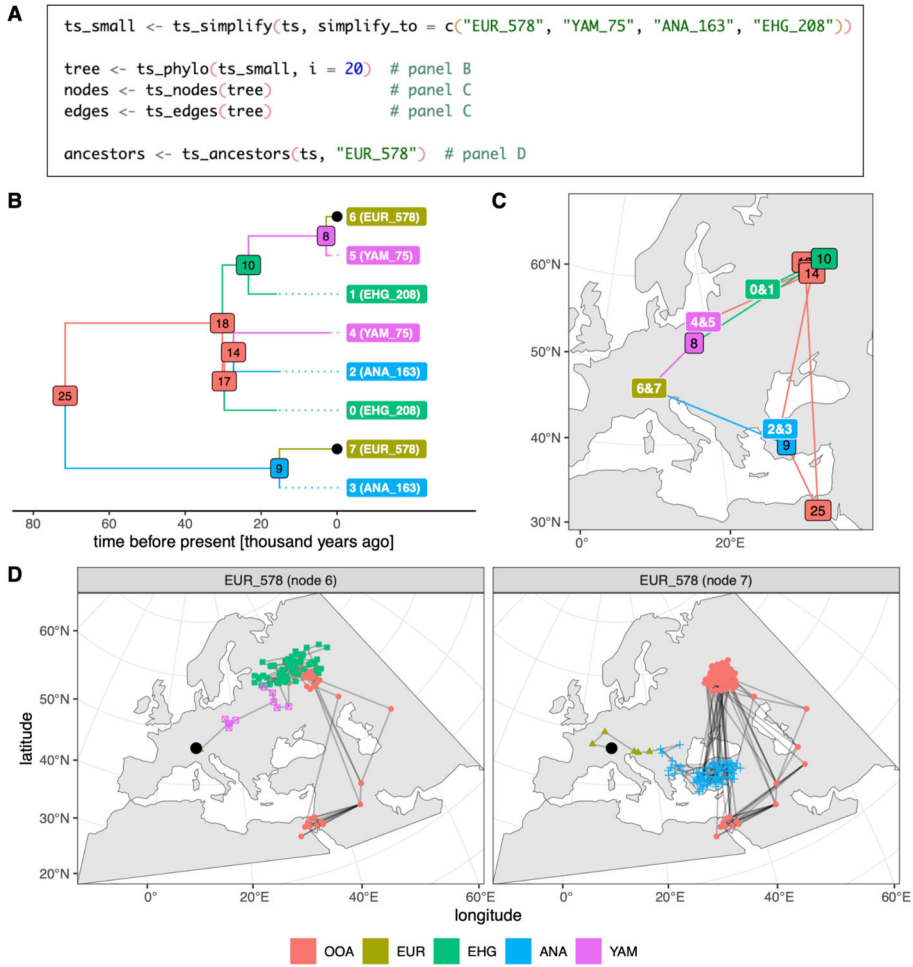 A
ts_small <- ts_simplify(ts, simplify_to = c("EUR_578", "YAM_75", "ANA_163", "EHG_208"))
tree <- ts_phylo(ts_small, i = 20)  # panel B
nodes <- ts_nodes(tree)  # panel C
edges <- ts_edges(tree)  # panel C
ancestors <- ts_ancestors(ts, "EUR_578")  # panel D
B
6 (EUR_578)
8
5 (YAM_75)
10
1 (EHG_208)
18
4 (YAM_75)
14
2 (ANA_163)
17
25
0 (EHG_208)
7 (EUR_578)
9
3 (ANA_163)
80 60 40 20 0
time before present [thousand years ago]
C
60°N
50°N
40°N
30°N
0° 20°E
10
14
0&1
4&5
8
6&7
2&3
9
25
D
EUR_578 (node 6)
EUR_578 (node 7)
latitude
60°N
50°N
40°N
30°N
20°N
0° 20°E 40°E 60°E
0° 20°E 40°E 60°E
longitude
OOA EUR EHG ANA YAM